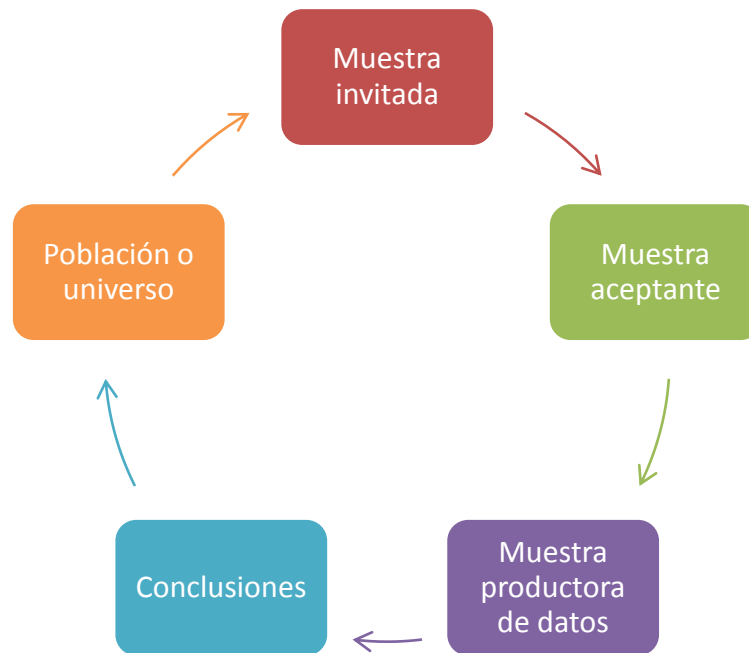 Muestra
invitada
Muestra
aceptante
Muestra
productora
de datos
Conclusiones
Población o
universo